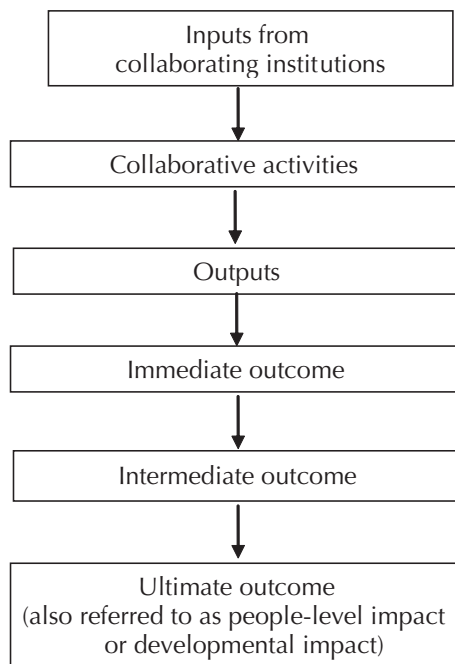 Inputs from
collaborating institutions
Collaborative activities
Outputs
Immediate outcome
Intermediate outcome
Ultimate outcome
(also referred to as people-level impact
or developmental impact)